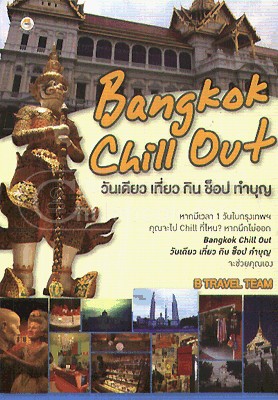 Bangkok
Chill Out
วันเดียว เที่ยว กิน ช็อป ทำบุญ
หากมีเวลา 1 วันในกรุงเทพฯ
คุณจะไป Chill ที่ไหน? หากนึกไม่ออก
Bangkok Chill Out
วันเดียว เที่ยว กิน ช็อป ทำบุญ
จะช่วยคุณเอง
B TRAVEL TEAM